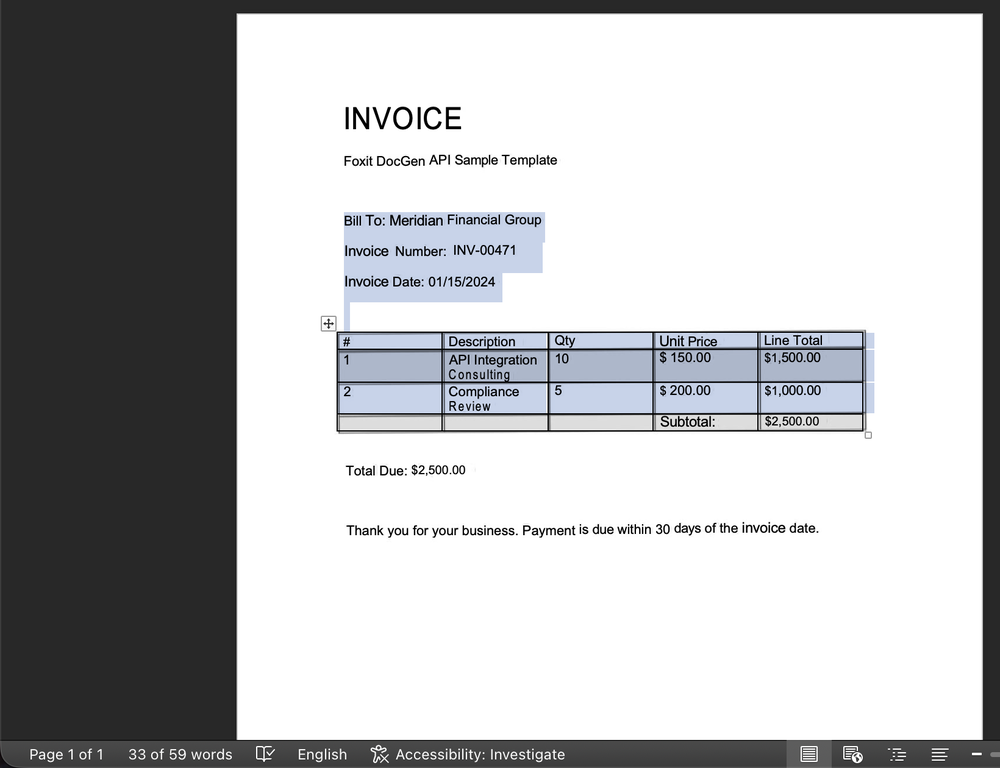 INVOICE
Foxit DocGen API Sample Template
Bill To: Meridian Financial Group
Invoice Number: INV-00471
Invoice Date: 01/15/2024
# Description Qty Unit Price Line Total
1 API Integration 10 $ 150.00 $1,500.00
Consulting
2 Compliance 5 $ 200.00 $1,000.00
Review
Subtotal: $2,500.00
Total Due: $2,500.00
Thank you for your business. Payment is due within 30 days of the invoice date.
Page 1 of 1 33 of 59 words English Accessibility: Investigate